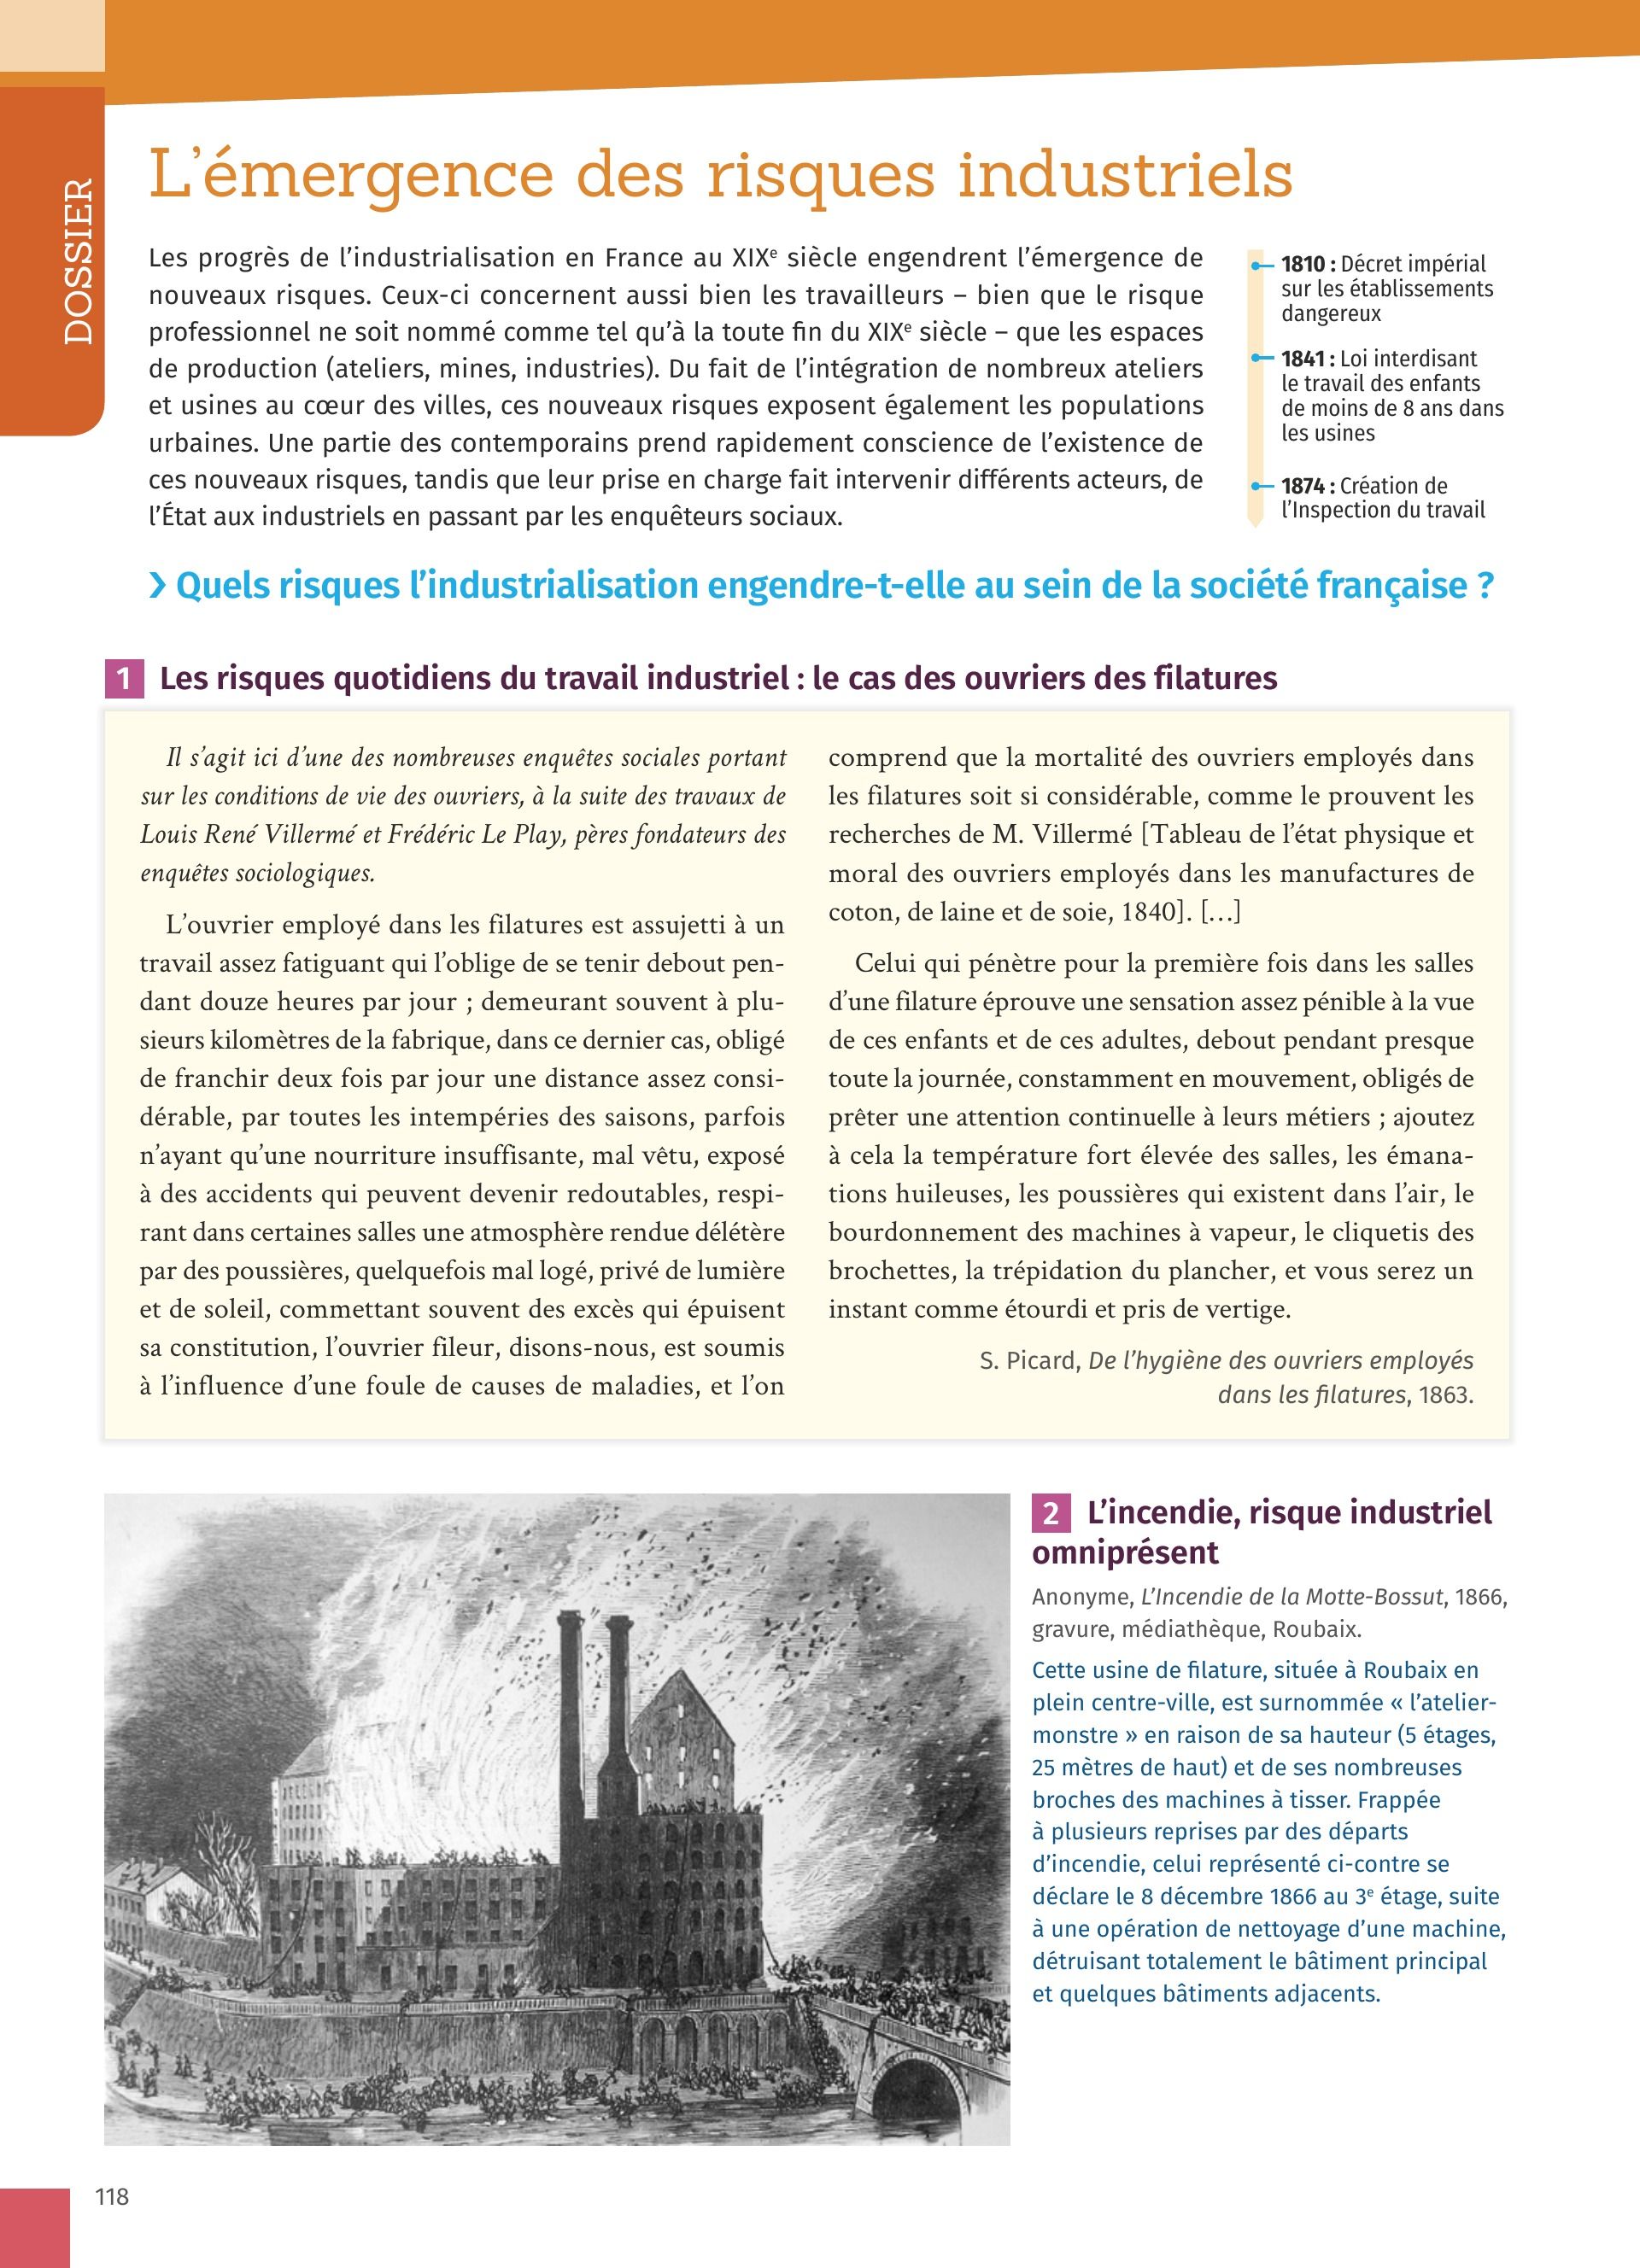 DOSSIER
L’émergence des risques industriels
Les progrès de l’industrialisation en France au XIXe siècle engendrent l’émergence de
nouveaux risques. Ceux-ci concernent aussi bien les travailleurs – bien que le risque
professionnel ne soit nommé comme tel qu’à la toute fin du XIXe siècle – que les espaces
de production (ateliers, mines, industries). Du fait de l’intégration de nombreux ateliers
et usines au cœur des villes, ces nouveaux risques exposent également les populations
urbaines. Une partie des contemporains prend rapidement conscience de l’existence de
ces nouveaux risques, tandis que leur prise en charge fait intervenir différents acteurs, de
l’État aux industriels en passant par les enquêteurs sociaux.
1810 : Décret impérial
sur les établissements
dangereux
1841 : Loi interdisant
le travail des enfants
de moins de 8 ans dans
les usines
1874 : Création de
l’Inspection du travail
› Quels risques l’industrialisation engendre-t-elle au sein de la société française ?
1 Les risques quotidiens du travail industriel : le cas des ouvriers des filatures
Il s’agit ici d’une des nombreuses enquêtes sociales portant
sur les conditions de vie des ouvriers, à la suite des travaux de
Louis René Villermé et Frédéric Le Play, pères fondateurs des
enquêtes sociologiques.
L’ouvrier employé dans les filatures est assujetti à un
travail assez fatiguant qui l’oblige de se tenir debout pen-
dant douze heures par jour ; demeurant souvent à plu-
sieurs kilomètres de la fabrique, dans ce dernier cas, obligé
de franchir deux fois par jour une distance assez consi-
dérable, par toutes les intempéries des saisons, parfois
n’ayant qu’une nourriture insuffisante, mal vêtu, exposé
à des accidents qui peuvent devenir redoutables, respi-
rant dans certaines salles une atmosphère rendue délétère
par des poussières, quelquefois mal logé, privé de lumière
et de soleil, commettant souvent des excès qui épuisent
sa constitution, l’ouvrier fileur, disons-nous, est soumis
à l’influence d’une foule de causes de maladies, et l’on
comprend que la mortalité des ouvriers employés dans
les filatures soit si considérable, comme le prouvent les
recherches de M. Villermé [Tableau de l’état physique et
moral des ouvriers employés dans les manufactures de
coton, de laine et de soie, 1840]. […]
Celui qui pénètre pour la première fois dans les salles
d’une filature éprouve une sensation assez pénible à la vue
de ces enfants et de ces adultes, debout pendant presque
toute la journée, constamment en mouvement, obligés de
prêter une attention continuelle à leurs métiers ; ajoutez
à cela la température fort élevée des salles, les émana-
tions huileuses, les poussières qui existent dans l’air, le
bourdonnement des machines à vapeur, le cliquetis des
brochettes, la trépidation du plancher, et vous serez un
instant comme étourdi et pris de vertige.
S. Picard, De l’hygiène des ouvriers employés
dans les filatures, 1863.
2 L’incendie, risque industriel
omniprésent
Anonyme, L’Incendie de la Motte-Bossut, 1866,
gravure, médiathèque, Roubaix.
Cette usine de filature, située à Roubaix en
plein centre-ville, est surnommée « l’atelier-
monstre » en raison de sa hauteur (5 étages,
25 mètres de haut) et de ses nombreuses
broches des machines à tisser. Frappée
à plusieurs reprises par des départs
d’incendie, celui représenté ci-contre se
déclare le 8 décembre 1866 au 3e étage, suite
à une opération de nettoyage d’une machine,
détruisant totalement le bâtiment principal
et quelques bâtiments adjacents.
118